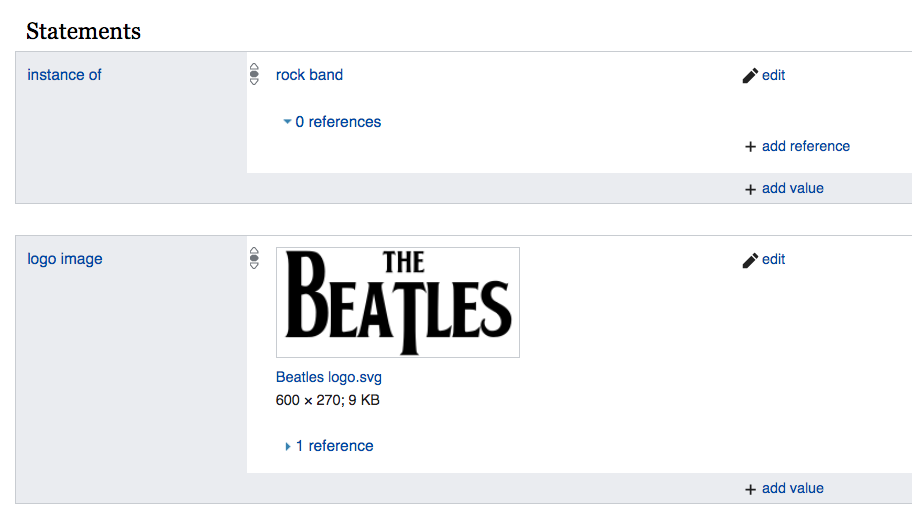 Statements
instance of
rock band
edit
0 references
add reference
add value
logo image
THE
BEATLES
edit
Beatles logo.svg
600 × 270; 9 KB
1 reference
add value